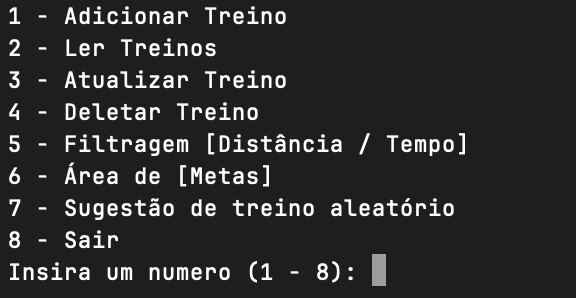 1 - Adicionar Treino
2 - Ler Treinos
3 - Atualizar Treino
4 - Deletar Treino
5 - Filtragem [Distância / Tempo]
6 - Área de [Metas]
7 - Sugestão de treino aleatório
8 - Sair
Insira um numero (1 - 8):